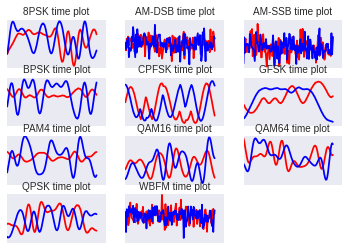 8PSK time plot
AM-DSB time plot
AM-SSB time plot
BPSK time plot
CPFSK time plot
GFSK time plot
PAM4 time plot
QAM16 time plot
QAM64 time plot
QPSK time plot
WBFM time plot